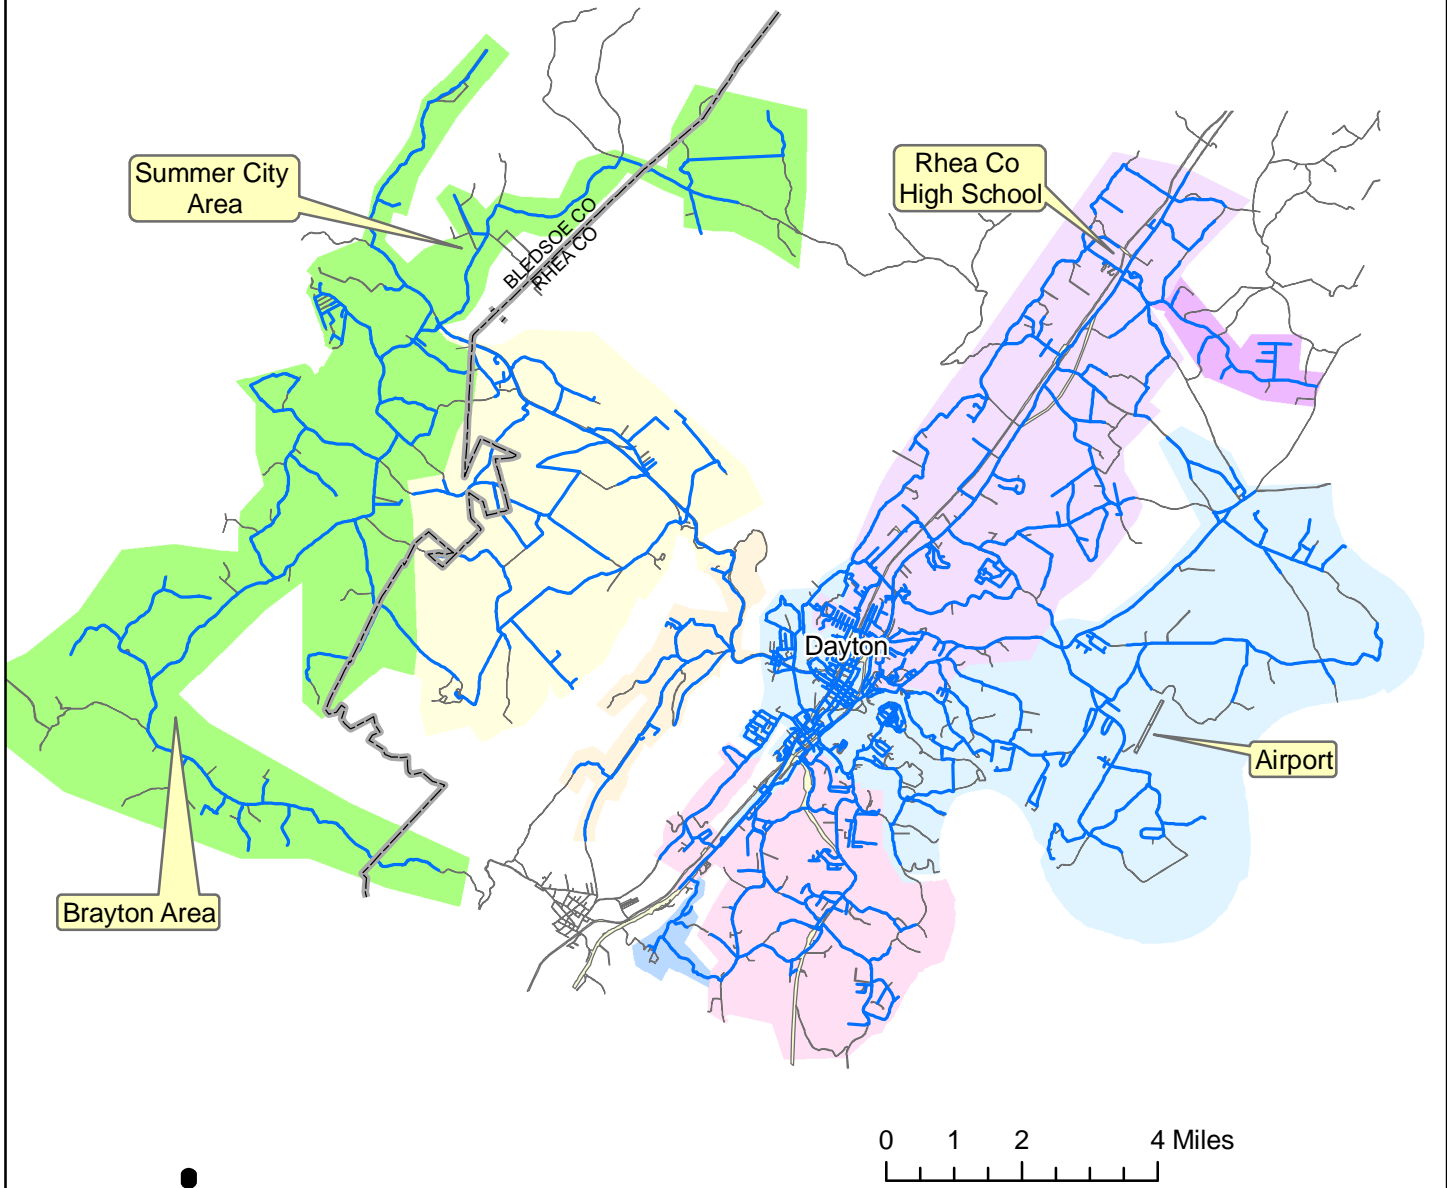 Summer City
Area
Rhea Co
High School
BLEDSOE CO
RHEA CO
Dayton
Airport
Brayton Area
0 1 2 4 Miles